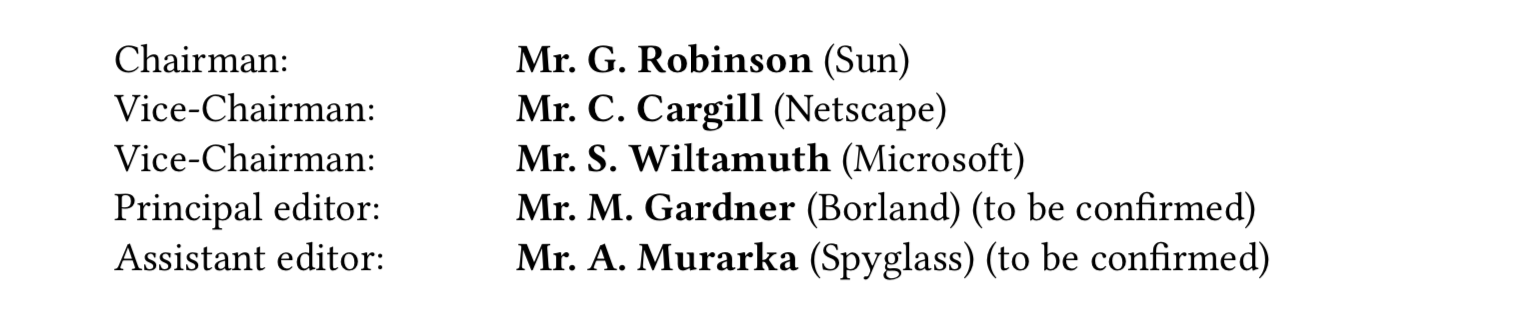 Chairman: Mr. G. Robinson (Sun)
Vice-Chairman: Mr. C. Cargill (Netscape)
Vice-Chairman: Mr. S. Wiltamuth (Microsoft)
Principal editor: Mr. M. Gardner (Borland) (to be confirmed)
Assistant editor: Mr. A. Murarka (Spyglass) (to be confirmed)